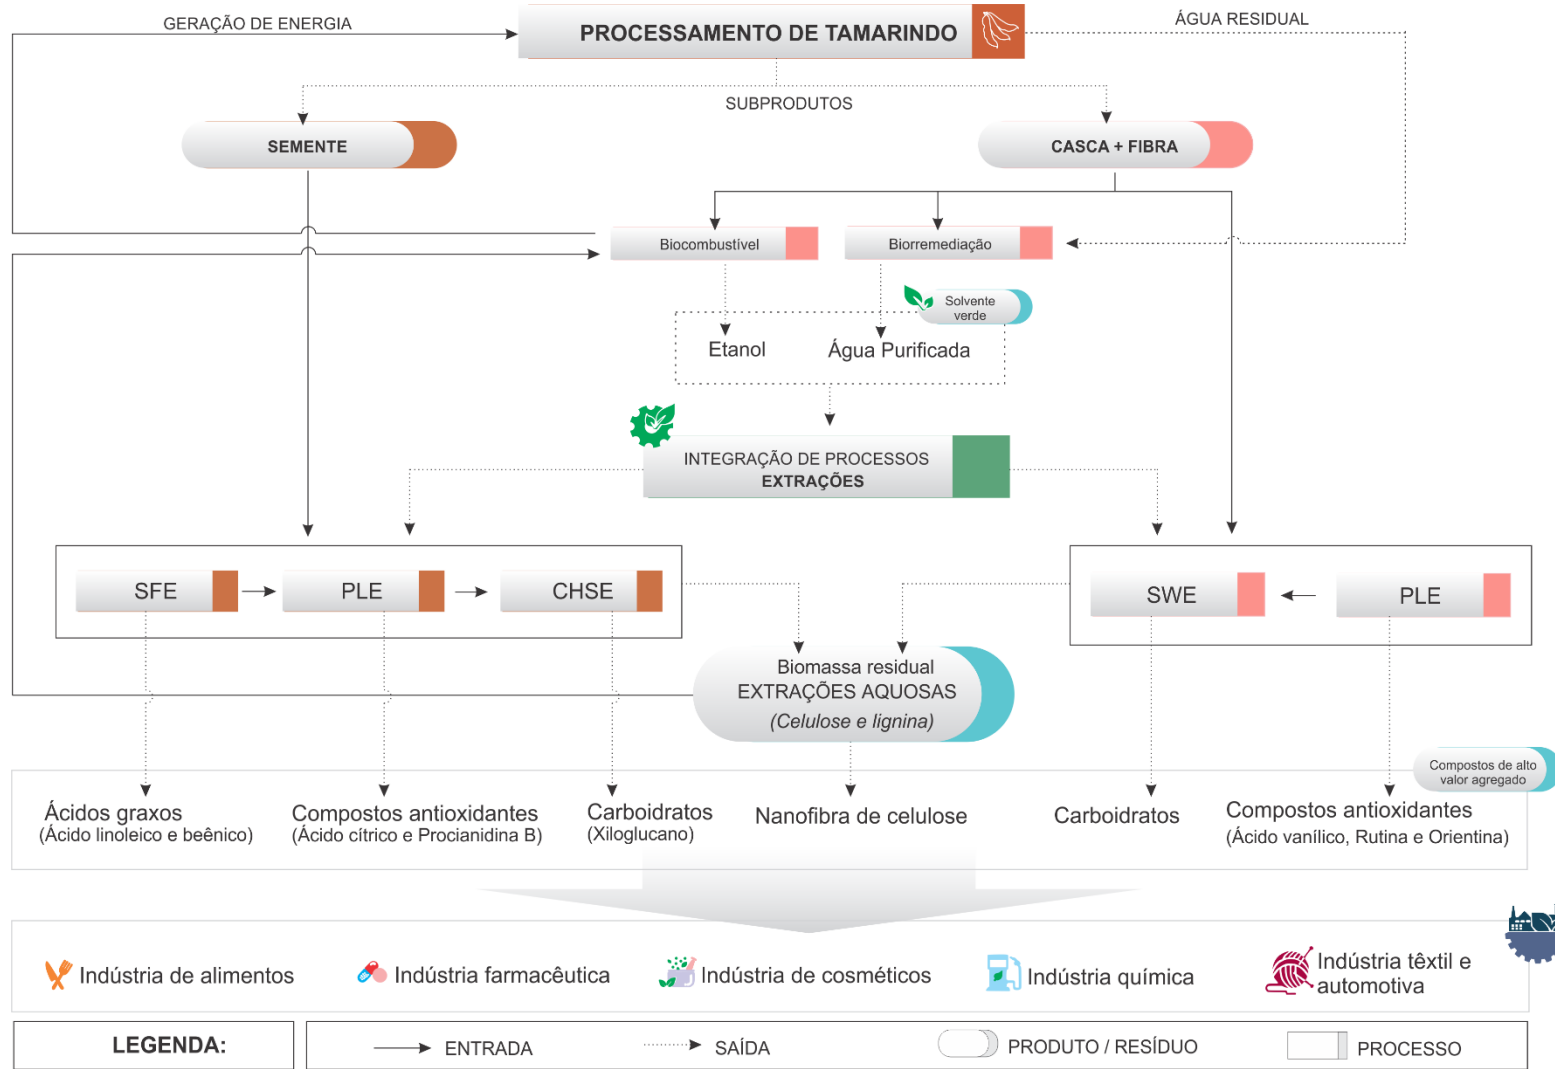 GERAÇÃO DE ENERGIA
PROCESSAMENTO DE TAMARINDO
ÁGUA RESIDUAL
SUBPRODUTOS
SEMENTE
CASCA + FIBRA
Biocombustível
Biorremediação
Solvente
verde
Etanol
Água Purificada
INTEGRAÇÃO DE PROCESSOS
EXTRAÇÕES
SFE
PLE
CHSE
SWE
PLE
Biomassa residual
EXTRAÇÕES AQUOSAS
(Celulose e lignina)
Compostos de alto
valor agregado
Ácidos graxos
(Ácido linoleico e beênico)
Compostos antioxidantes
(Ácido cítrico e Procianidina B)
Carboidratos
(Xiloglucano)
Nanofibra de celulose
Carboidratos
Compostos antioxidantes
(Ácido vanílico, Rutina e Orientina)
Indústria de alimentos
Indústria farmacêutica
Indústria de cosméticos
Indústria química
Indústria têxtil e
automotiva
LEGENDA:
ENTRADA
SAÍDA
PRODUTO / RESÍDUO
PROCESSO